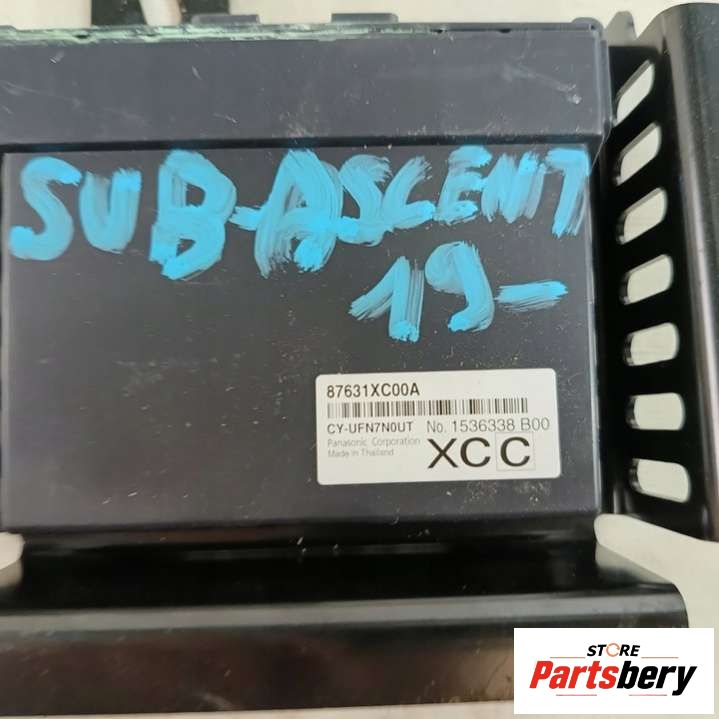 SUB-ASCENT
19-
87631XC00A
CY-UFN7N0UT No. 1536338 B00
Panasonic Corporation
Made in Thailand
XCC
STORE
Partsbery